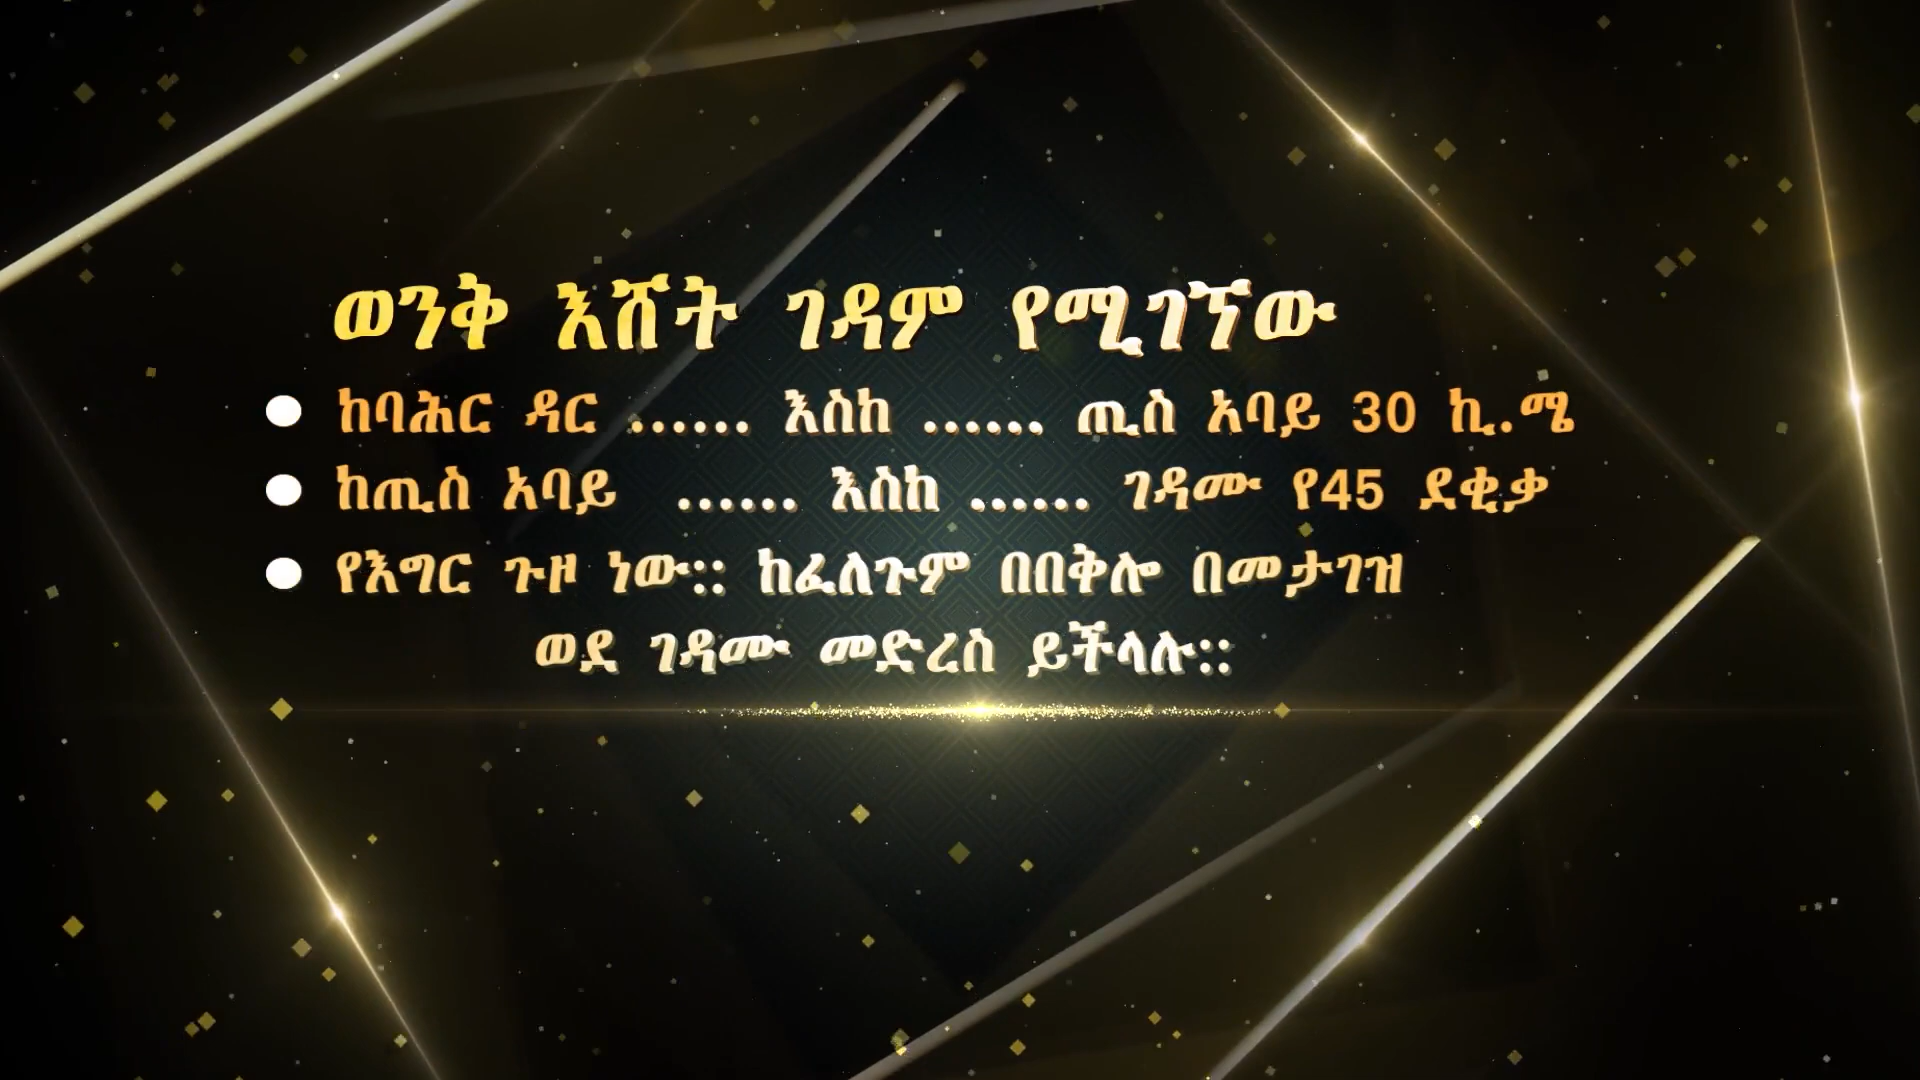 ወንቅ እሸት ገዳም የሚገኘው
● ከባሕር ዳር ...... እስከ ...... ጢስ አባይ 30 ኪ.ሜ
● ከጢስ አባይ ...... እስከ ...... ገዳሙ የ45 ደቂቃ
● የእግር ጉዞ ነው:: ከፈለጉም በበቅሎ በመታገዝ
ወደ ገዳሙ መድረስ ይችላሉ::